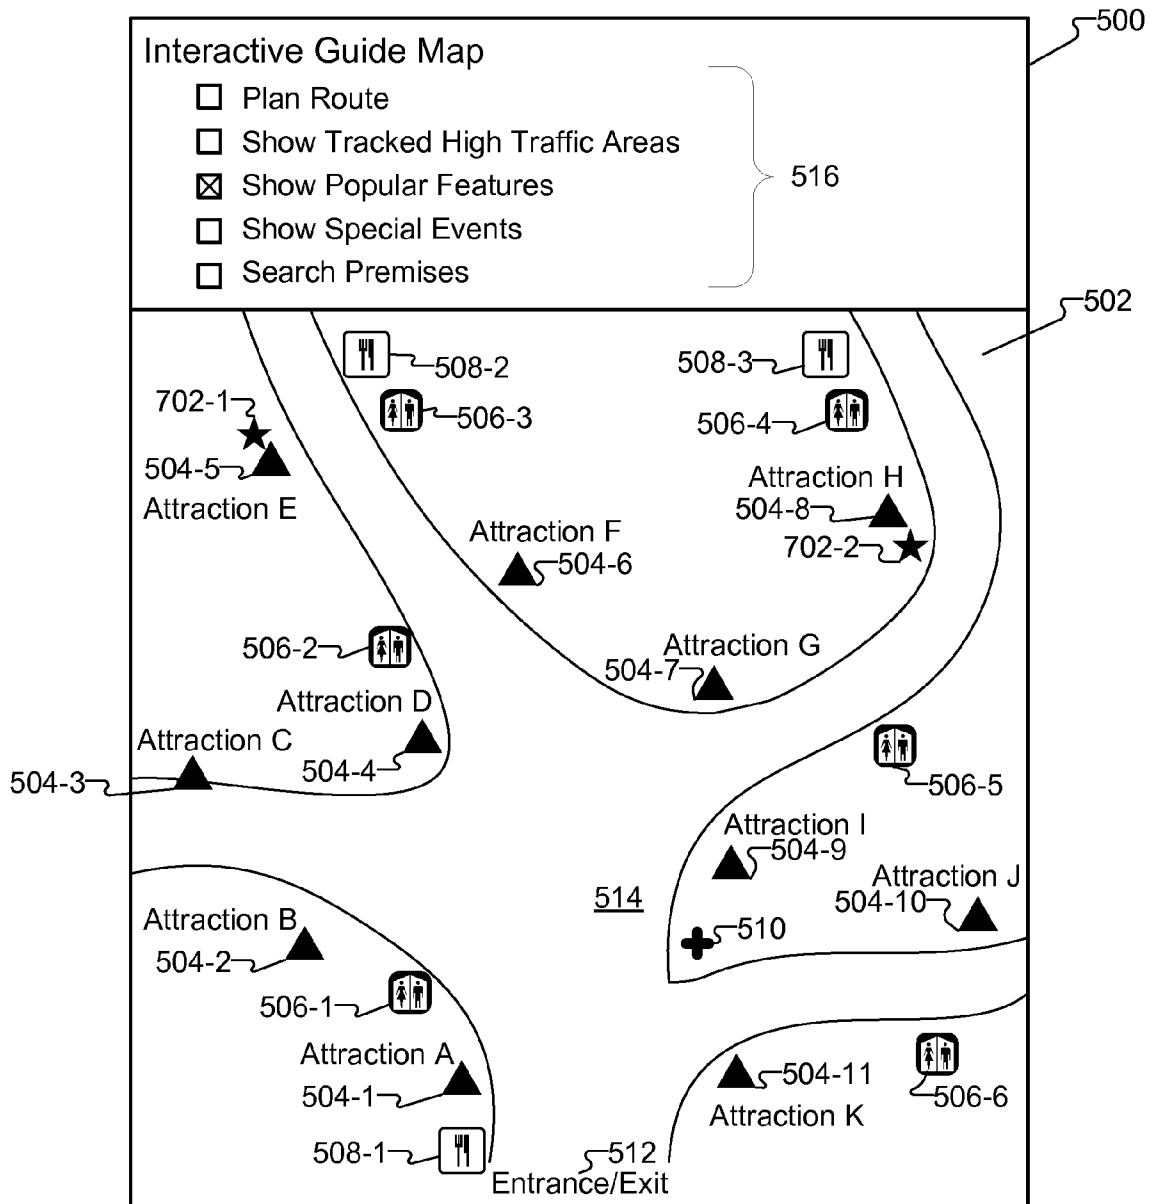 500
Interactive Guide Map
Plan Route
Show Tracked High Traffic Areas
Show Popular Features
516
Show Special Events
Search Premises
502
508-2
508-3
702-1
506-3
506-4
504-5
Attraction H
Attraction E
504-8
Attraction F
702-2
504-6
506-2
Attraction G
504-7
Attraction D
Attraction C
504-4
504-3
506-5
Attraction I
504-9
Attraction J
514
504-10
Attraction B
510
504-2
506-1
Attraction A
504-11
504-1
506-6
Attraction K
508-1
512
Entrance/Exit